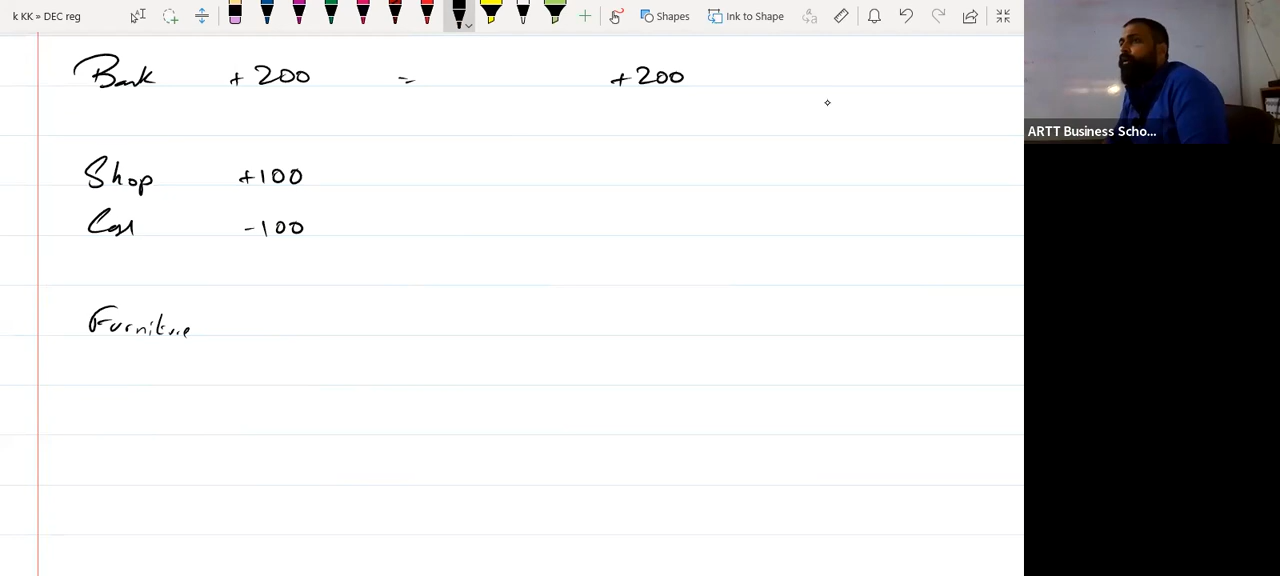 k KK » DEC reg Shapes Ink to Shape
Bank +200 = +200
ARTT Business Scho...
Shop +100
Cash -100
Furniture